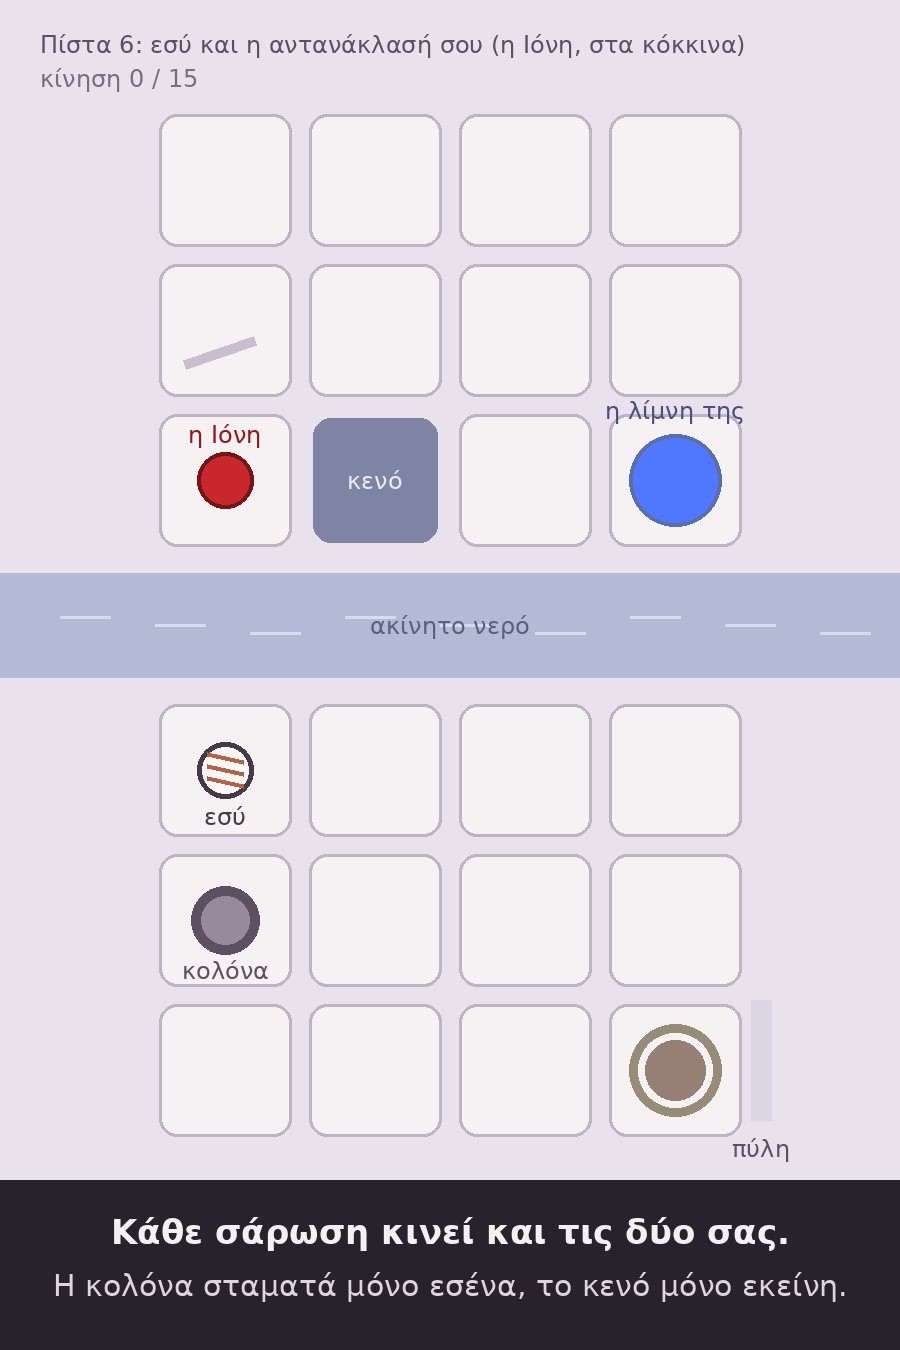 Πίστα 6: εσύ και η αντανάκλασή σου (η Ιόνη, στα κόκκινα)
κίνηση 0 / 15
η λίμνη της
η Ιόνη
κενό
ακίνητο νερό
εσύ
κολόνα
πύλη
Κάθε σάρωση κινεί και τις δύο σας.
Η κολόνα σταματά μόνο εσένα, το κενό μόνο εκείνη.